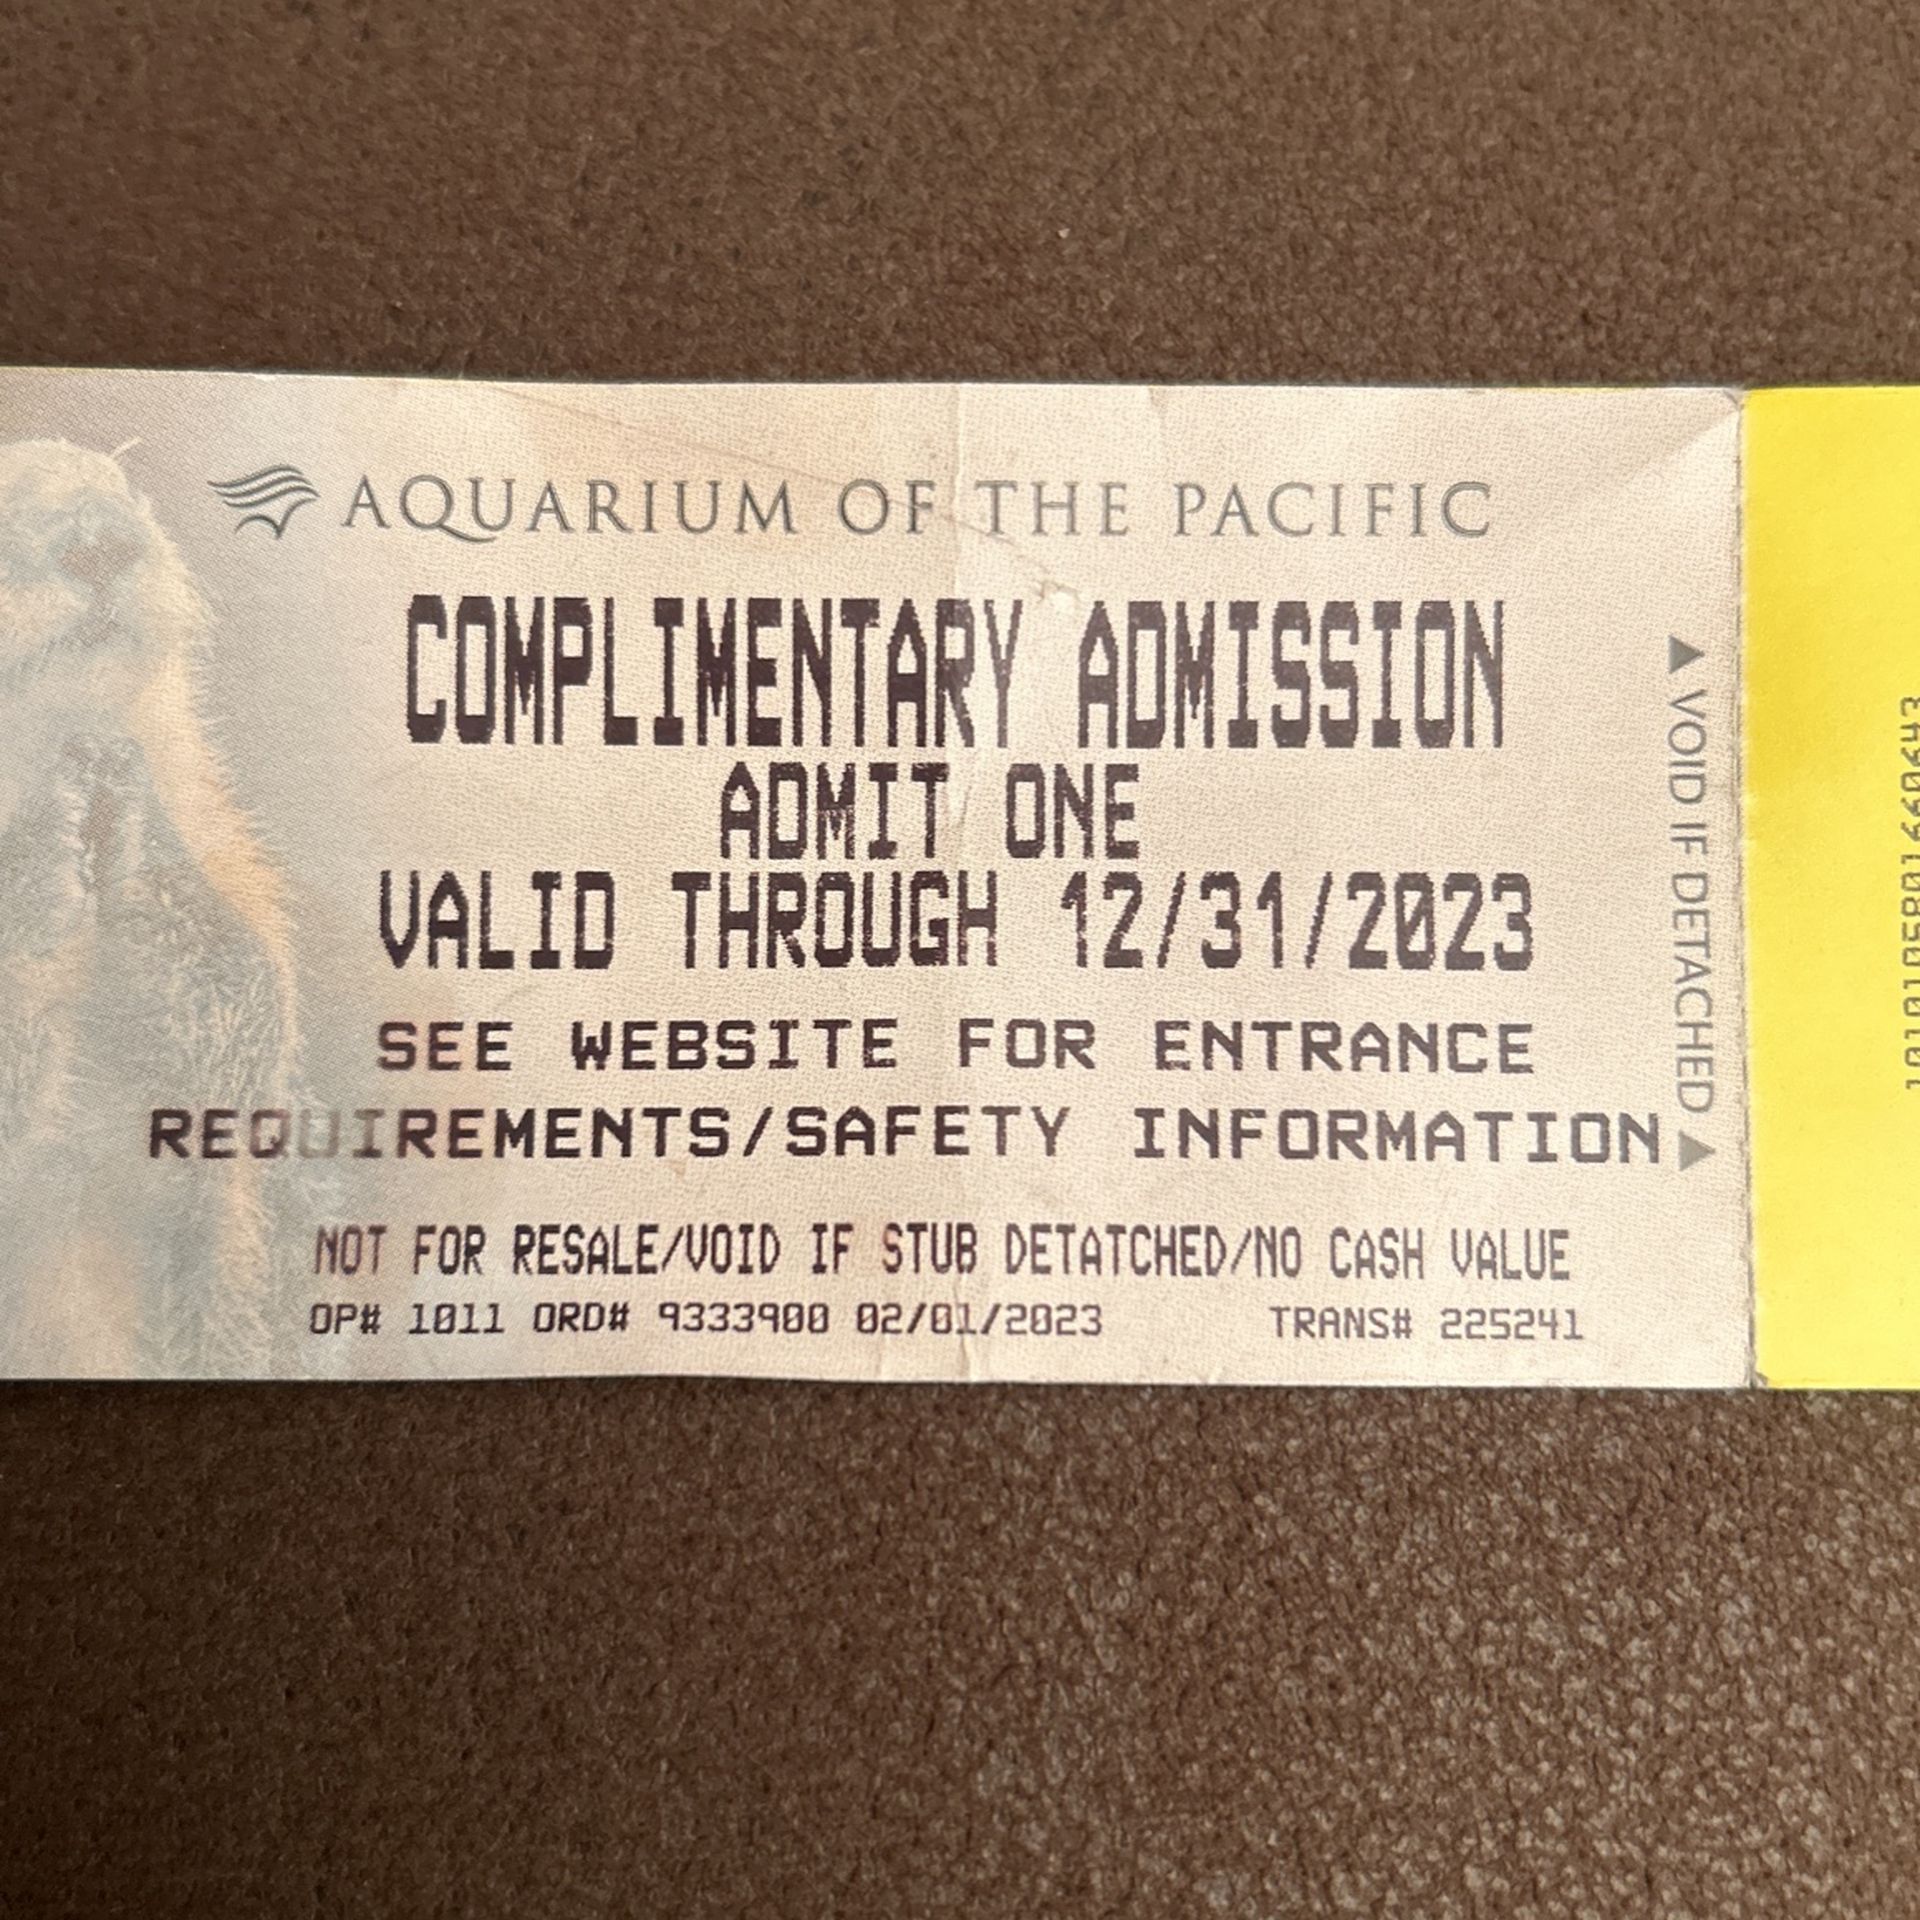 AQUARIUM OF THE PACIFIC
COMPLIMENTARY ADMISSION
ADMIT ONE
VALID THROUGH 12/31/2023
SEE WEBSITE FOR ENTRANCE
REQUIREMENTS/SAFETY INFORMATION
NOT FOR RESALE/VOID IF STUB DETATCHED/NO CASH VALUE
OP# 1011 ORD# 9333900 02/01/2023 TRANS# 225241
▲ VOID IF DETACHED ▲